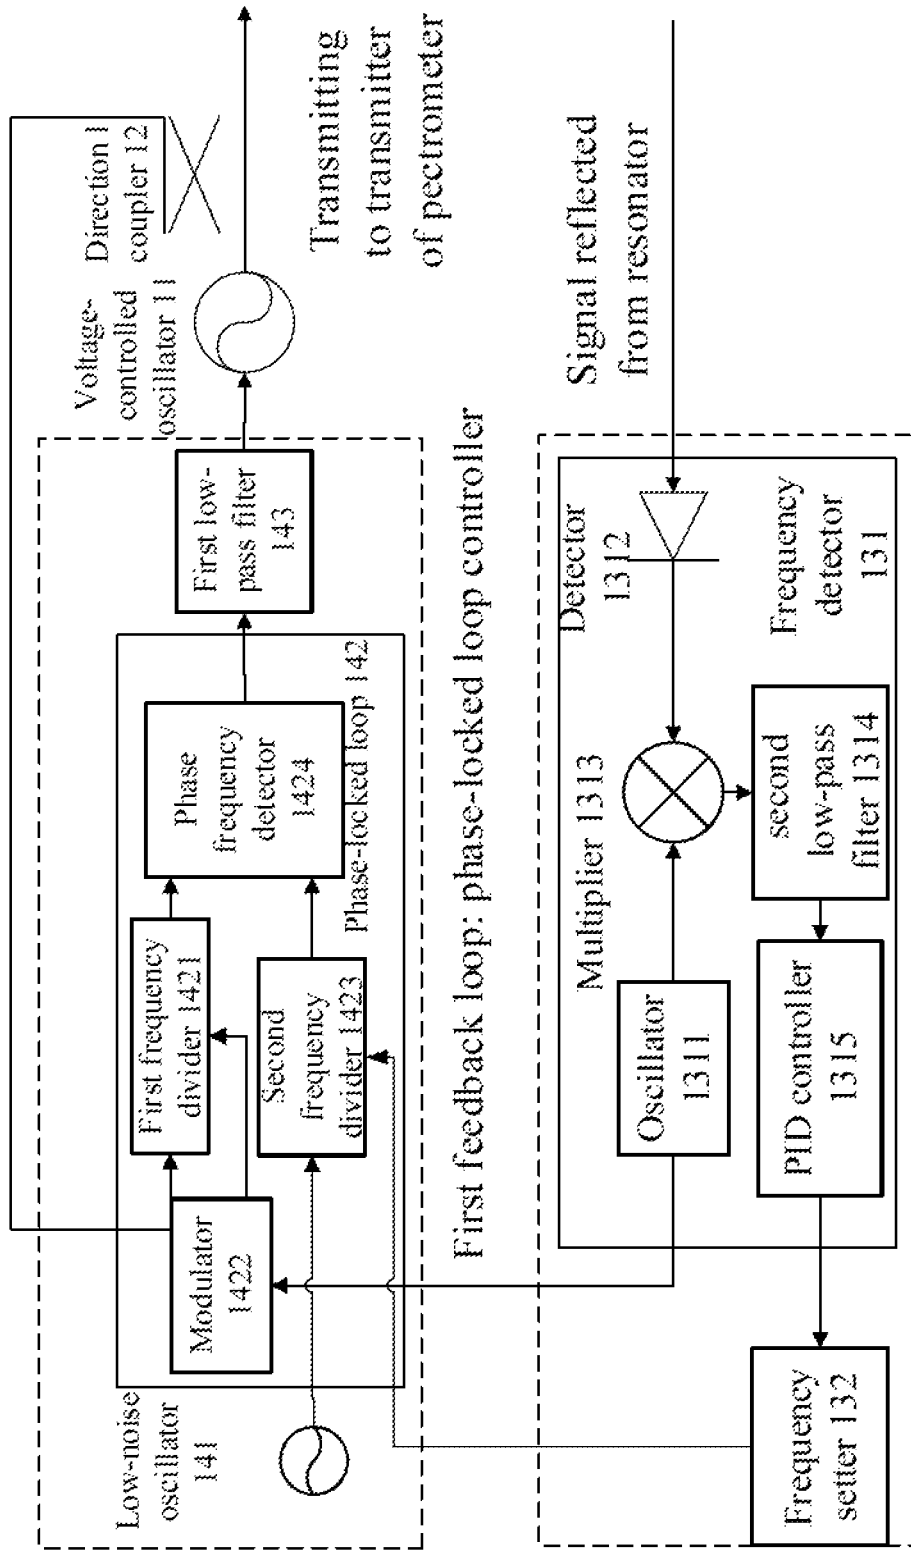 Low-noise
oscillator
141
Modulator
1422
First frequency
divider 1421
Second
frequency
divider 1423
Phase
frequency
detector
1424
Phase-locked loop 142
First low-
pass filter
143
Voltage-
controlled
oscillator 11
Direction l
coupler 12
Transmitting
to transmitter
of pectrometer
First feedback loop: phase-locked loop controller
Signal reflected
from resonator
Detector
1312
Multiplier 1313
Oscillator
1311
second
low-pass
filter 1314
PID controller
1315
Frequency
detector
131
Frequency
setter 132